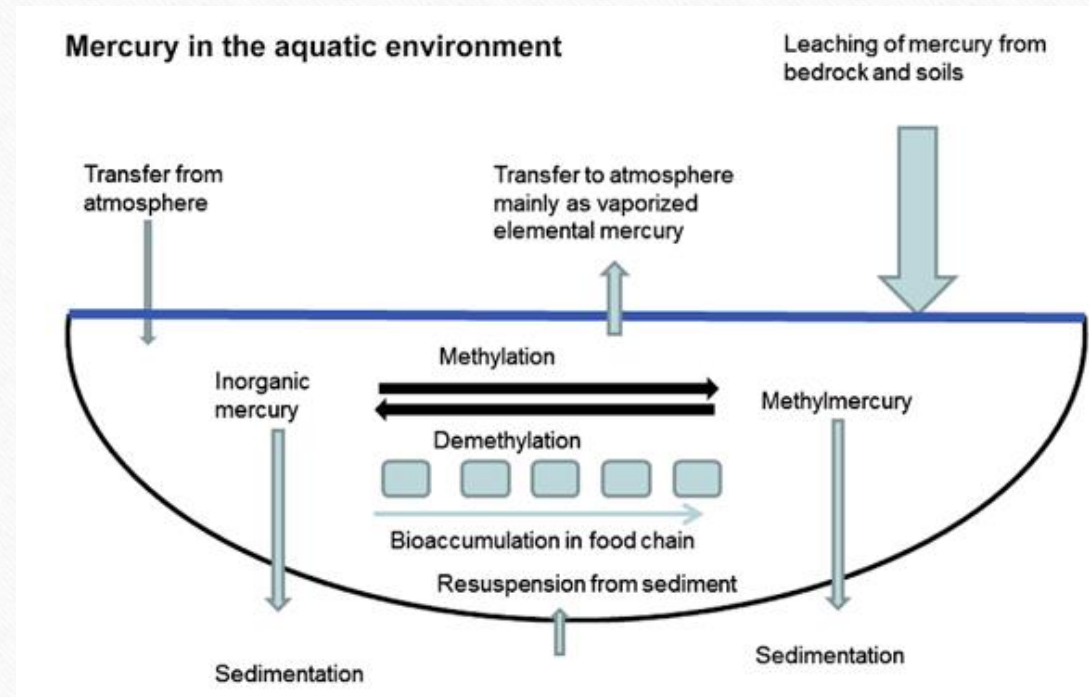 Mercury in the aquatic environment
Leaching of mercury from
bedrock and soils
Transfer from
atmosphere
Transfer to atmosphere
mainly as vaporized
elemental mercury
Methylation
Inorganic
mercury
Methylmercury
Demethylation
Bioaccumulation in food chain
Resuspension from sediment
Sedimentation
Sedimentation